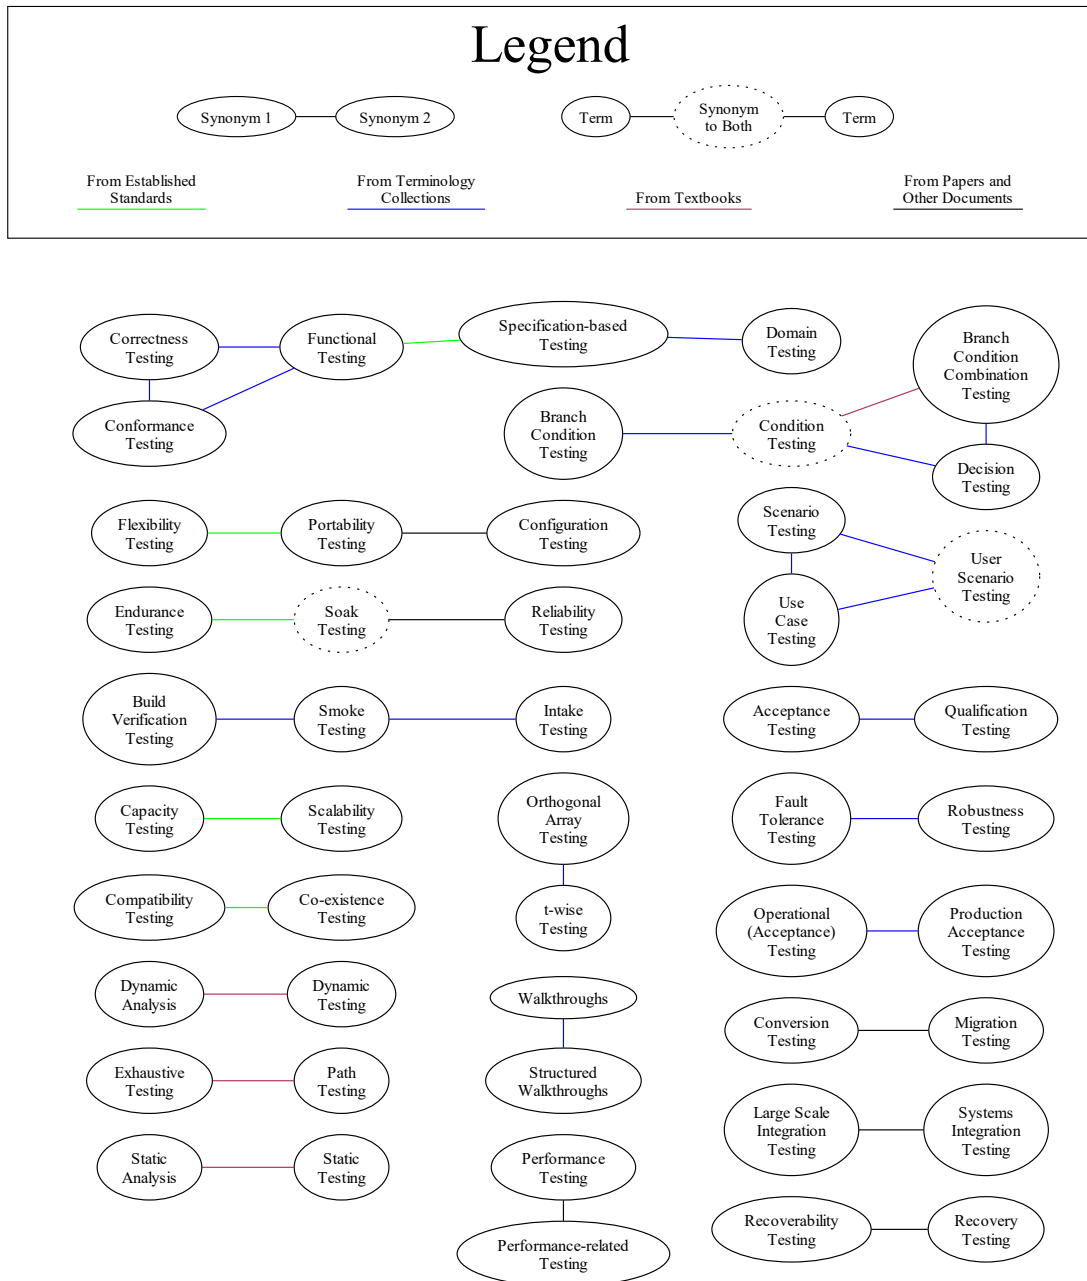 Legend
Synonym 1
Synonym 2
Term
Synonym
to Both
Term
From Established
Standards
From Terminology
Collections
From Textbooks
From Papers and
Other Documents
Correctness
Testing
Functional
Testing
Specification-based
Testing
Domain
Testing
Branch
Condition
Combination
Testing
Conformance
Testing
Branch
Condition
Testing
Condition
Testing
Decision
Testing
Flexibility
Testing
Portability
Testing
Configuration
Testing
Scenario
Testing
User
Scenario
Testing
Endurance
Testing
Soak
Testing
Reliability
Testing
Use
Case
Testing
Build
Verification
Testing
Smoke
Testing
Intake
Testing
Acceptance
Testing
Qualification
Testing
Capacity
Testing
Scalability
Testing
Orthogonal
Array
Testing
Fault
Tolerance
Testing
Robustness
Testing
Compatibility
Testing
Co-existence
Testing
t-wise
Testing
Operational
(Acceptance)
Testing
Production
Acceptance
Testing
Dynamic
Analysis
Dynamic
Testing
Walkthroughs
Conversion
Testing
Migration
Testing
Exhaustive
Testing
Path
Testing
Structured
Walkthroughs
Large Scale
Integration
Testing
Systems
Integration
Testing
Static
Analysis
Static
Testing
Performance
Testing
Recoverability
Testing
Recovery
Testing
Performance-related
Testing